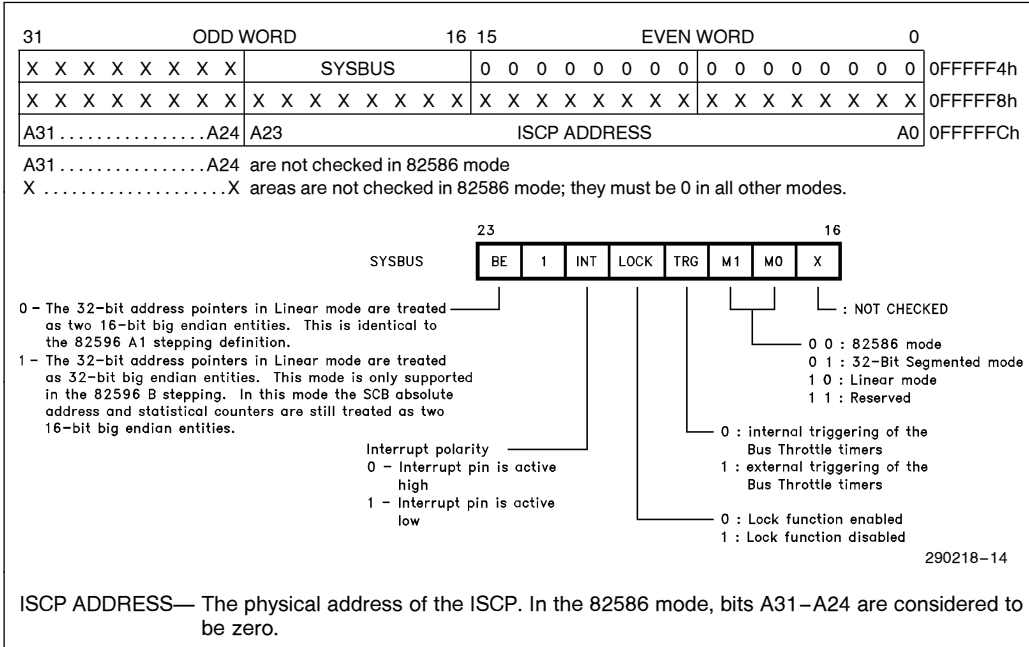 31 ODD WORD 16 15 EVEN WORD 0
X X X X X X X X SYSBUS 0 0 0 0 0 0 0 0 0 0 0 0 0 0 0 0 0FFFFF4h
X X X X X X X X X X X X X X X X X X X X X X X X X X X X X X X X 0FFFFF8h
A31 . . . . . . . . . . . . . . . . A24 A23 ISCP ADDRESS A0 0FFFFFCh
A31 . . . . . . . . . . . . . . . . A24 are not checked in 82586 mode
X . . . . . . . . . . . . . . . . . . . . X areas are not checked in 82586 mode; they must be 0 in all other modes.
23 16
SYSBUS BE 1 INT LOCK TRG M1 M0 X
0 – The 32–bit address pointers in Linear mode are treated
as two 16–bit big endian entities. This is identical to
the 82596 A1 stepping definition.
1 – The 32–bit address pointers in Linear mode are treated
as 32–bit big endian entities. This mode is only supported
in the 82596 B stepping. In this mode the SCB absolute
address and statistical counters are still treated as two
16–bit big endian entities.
: NOT CHECKED
0 0 : 82586 mode
0 1 : 32–Bit Segmented mode
1 0 : Linear mode
1 1 : Reserved
0 : internal triggering of the
Bus Throttle timers
1 : external triggering of the
Bus Throttle timers
Interrupt polarity
0 – Interrupt pin is active
high
1 – Interrupt pin is active
low
0 : Lock function enabled
1 : Lock function disabled
290218–14
ISCP ADDRESS— The physical address of the ISCP. In the 82586 mode, bits A31–A24 are considered to
be zero.